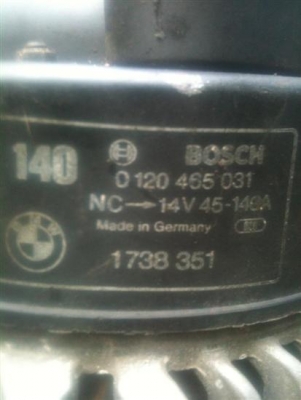 140 BOSCH
0 120 465 031
NC→14V 45-140A
Made in Germany
1738 351